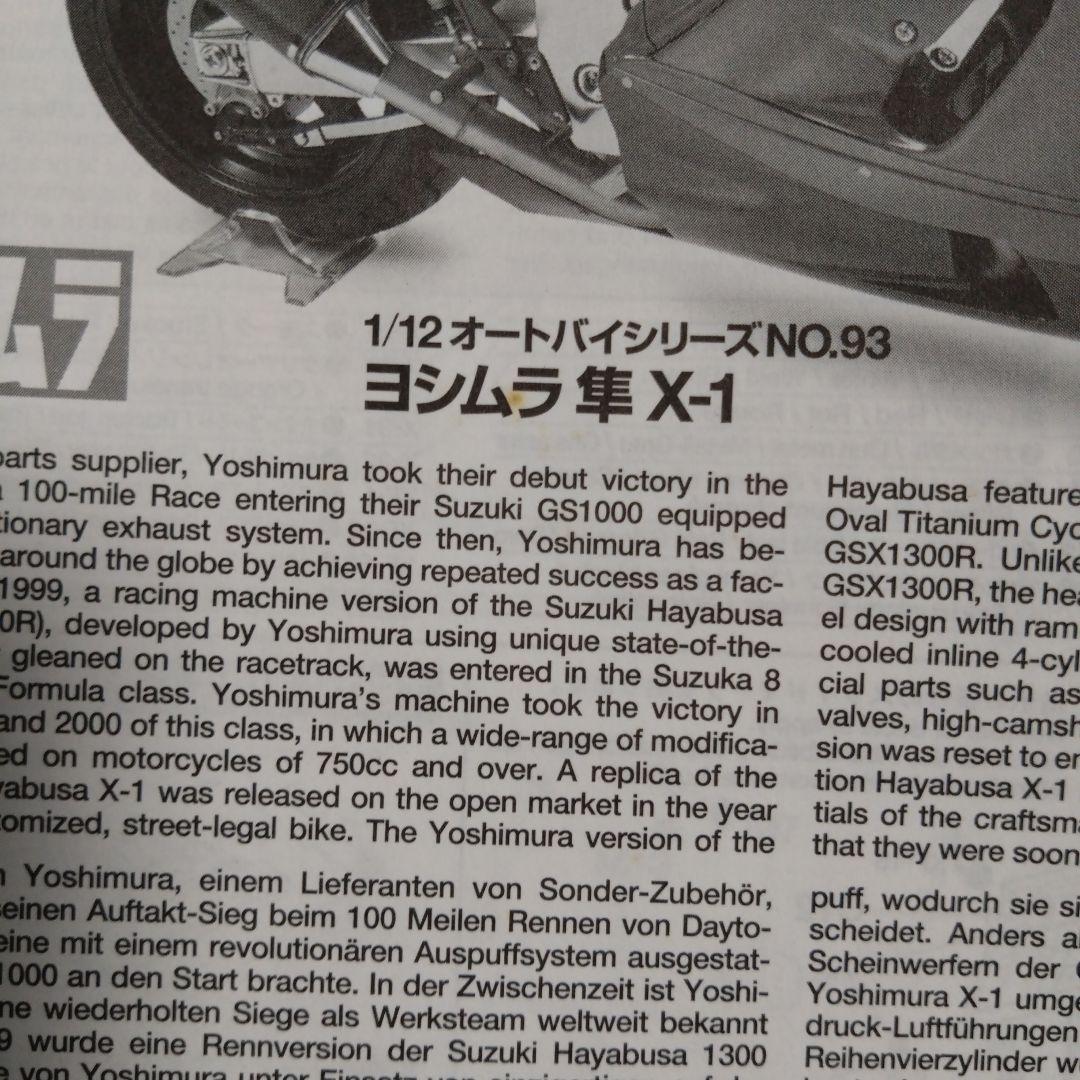 1/12オートバイシリーズNO.93
ヨシムラ 隼 X-1
parts supplier, Yoshimura took their debut victory in the
100-mile Race entering their Suzuki GS1000 equipped
tionary exhaust system. Since then, Yoshimura has be-
around the globe by achieving repeated success as a fac-
1999, a racing machine version of the Suzuki Hayabusa
0R), developed by Yoshimura using unique state-of-the-
gleaned on the racetrack, was entered in the Suzuka 8
Formula class. Yoshimura's machine took the victory in
and 2000 of this class, in which a wide-range of modifica-
ed on motorcycles of 750cc and over. A replica of the
yabusa X-1 was released on the open market in the year
tomized, street-legal bike. The Yoshimura version of the
Hayabusa feature
Oval Titanium Cyc
GSX1300R. Unlike
GSX1300R, the hea
el design with ram
cooled inline 4-cyl
cial parts such as
valves, high-camsh
sion was reset to en
tion Hayabusa X-1
tials of the craftsma
that they were soon
n Yoshimura, einem Lieferanten von Sonder-Zubehör,
seinen Auftakt-Sieg beim 100 Meilen Rennen von Dayto-
eine mit einem revolutionären Auspuffsystem ausgestat-
1000 an den Start brachte. In der Zwischenzeit ist Yoshi-
ne wiederholten Siege als Werksteam weltweit bekannt
9 wurde eine Rennversion der Suzuki Hayabusa 1300
von Yoshimura unter Einsatz von
puff, wodurch sie si
scheidet. Anders a
Scheinwerfern der
Yoshimura X-1 umge
druck-Luftführungen
Reihenvierzylinder w